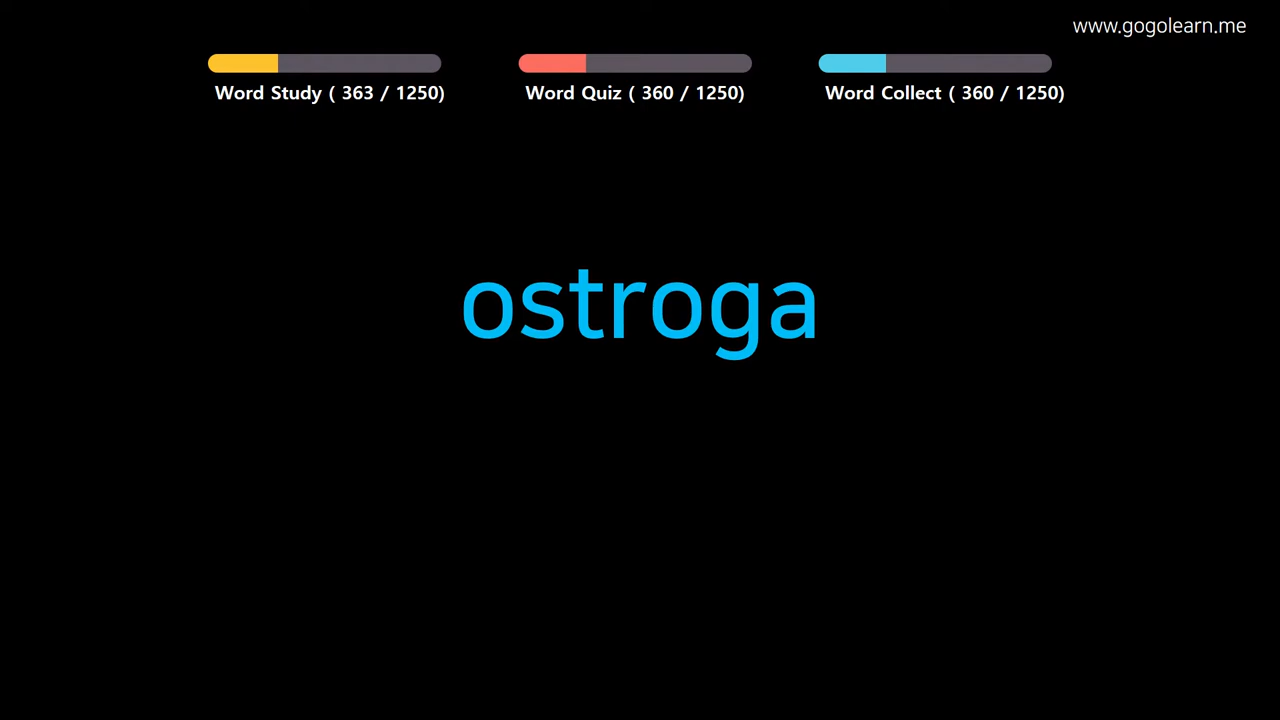 www.gogolearn.me
Word Study ( 363 / 1250)
Word Quiz ( 360 / 1250)
Word Collect ( 360 / 1250)
ostroga